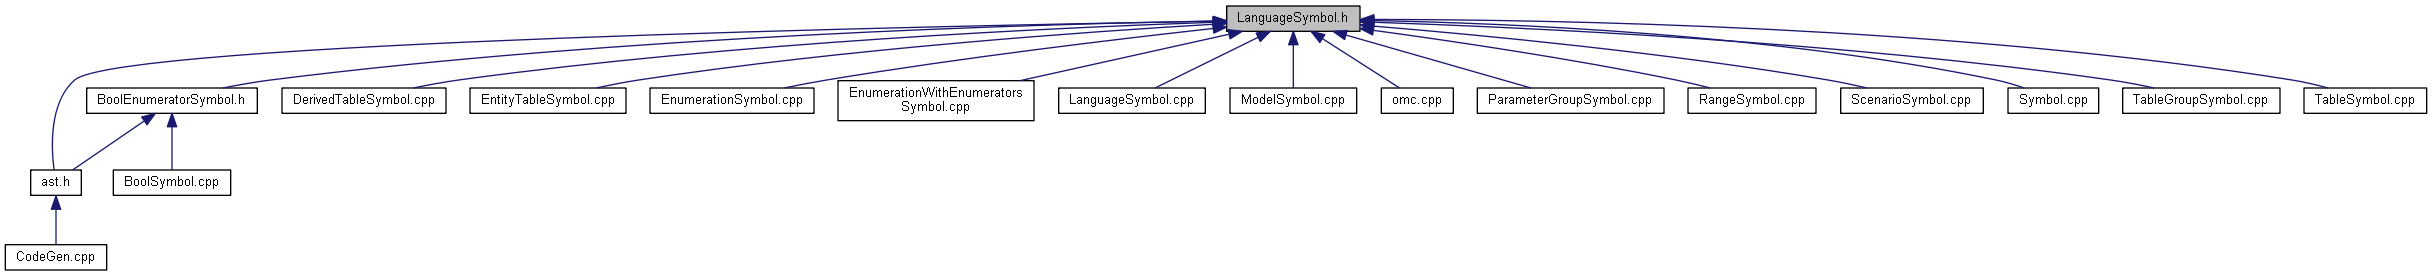 LanguageSymbol.h
BoolEnumeratorSymbol.h
DerivedTableSymbol.cpp
EntityTableSymbol.cpp
EnumerationSymbol.cpp
EnumerationWithEnumerators
Symbol.cpp
LanguageSymbol.cpp
ModelSymbol.cpp
omc.cpp
ParameterGroupSymbol.cpp
RangeSymbol.cpp
ScenarioSymbol.cpp
Symbol.cpp
TableGroupSymbol.cpp
TableSymbol.cpp
ast.h
BoolSymbol.cpp
CodeGen.cpp